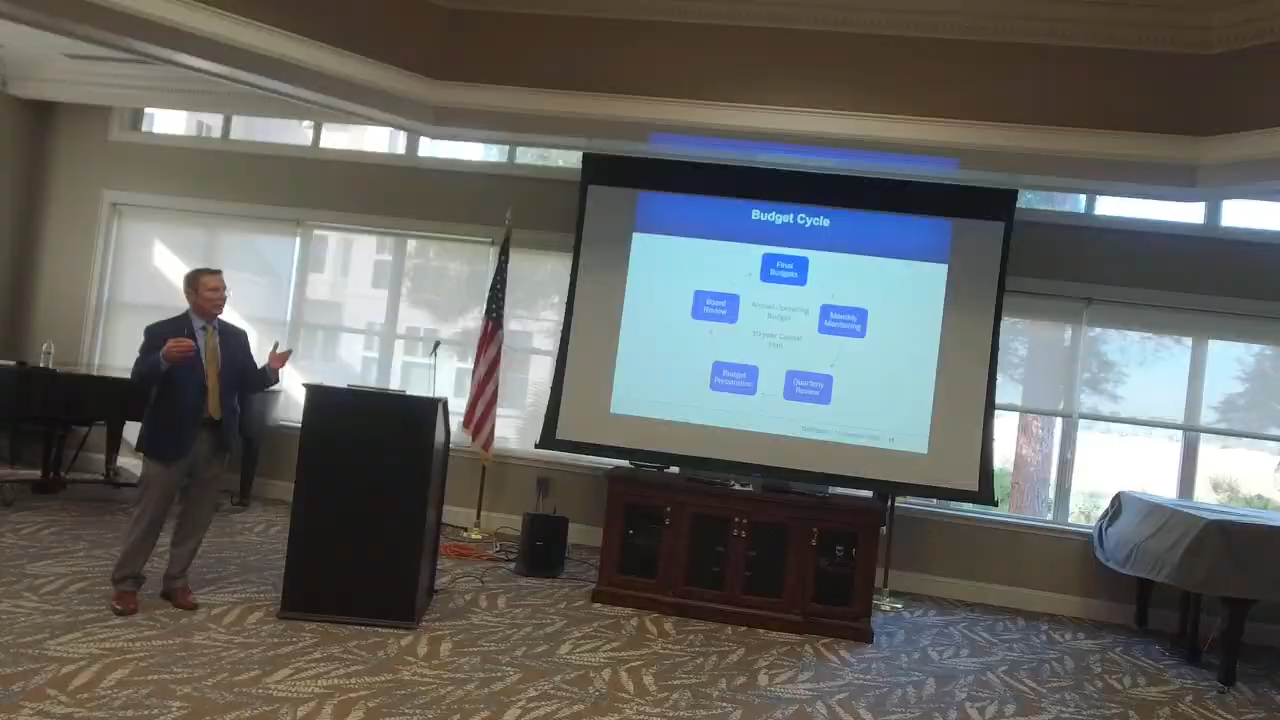 Budget Cycle
Final
Budgets
Board
Review
Annual Operating
Budget
Monthly
Monitoring
10 year Capital
Plan
Budget
Preparation
Quarterly
Review